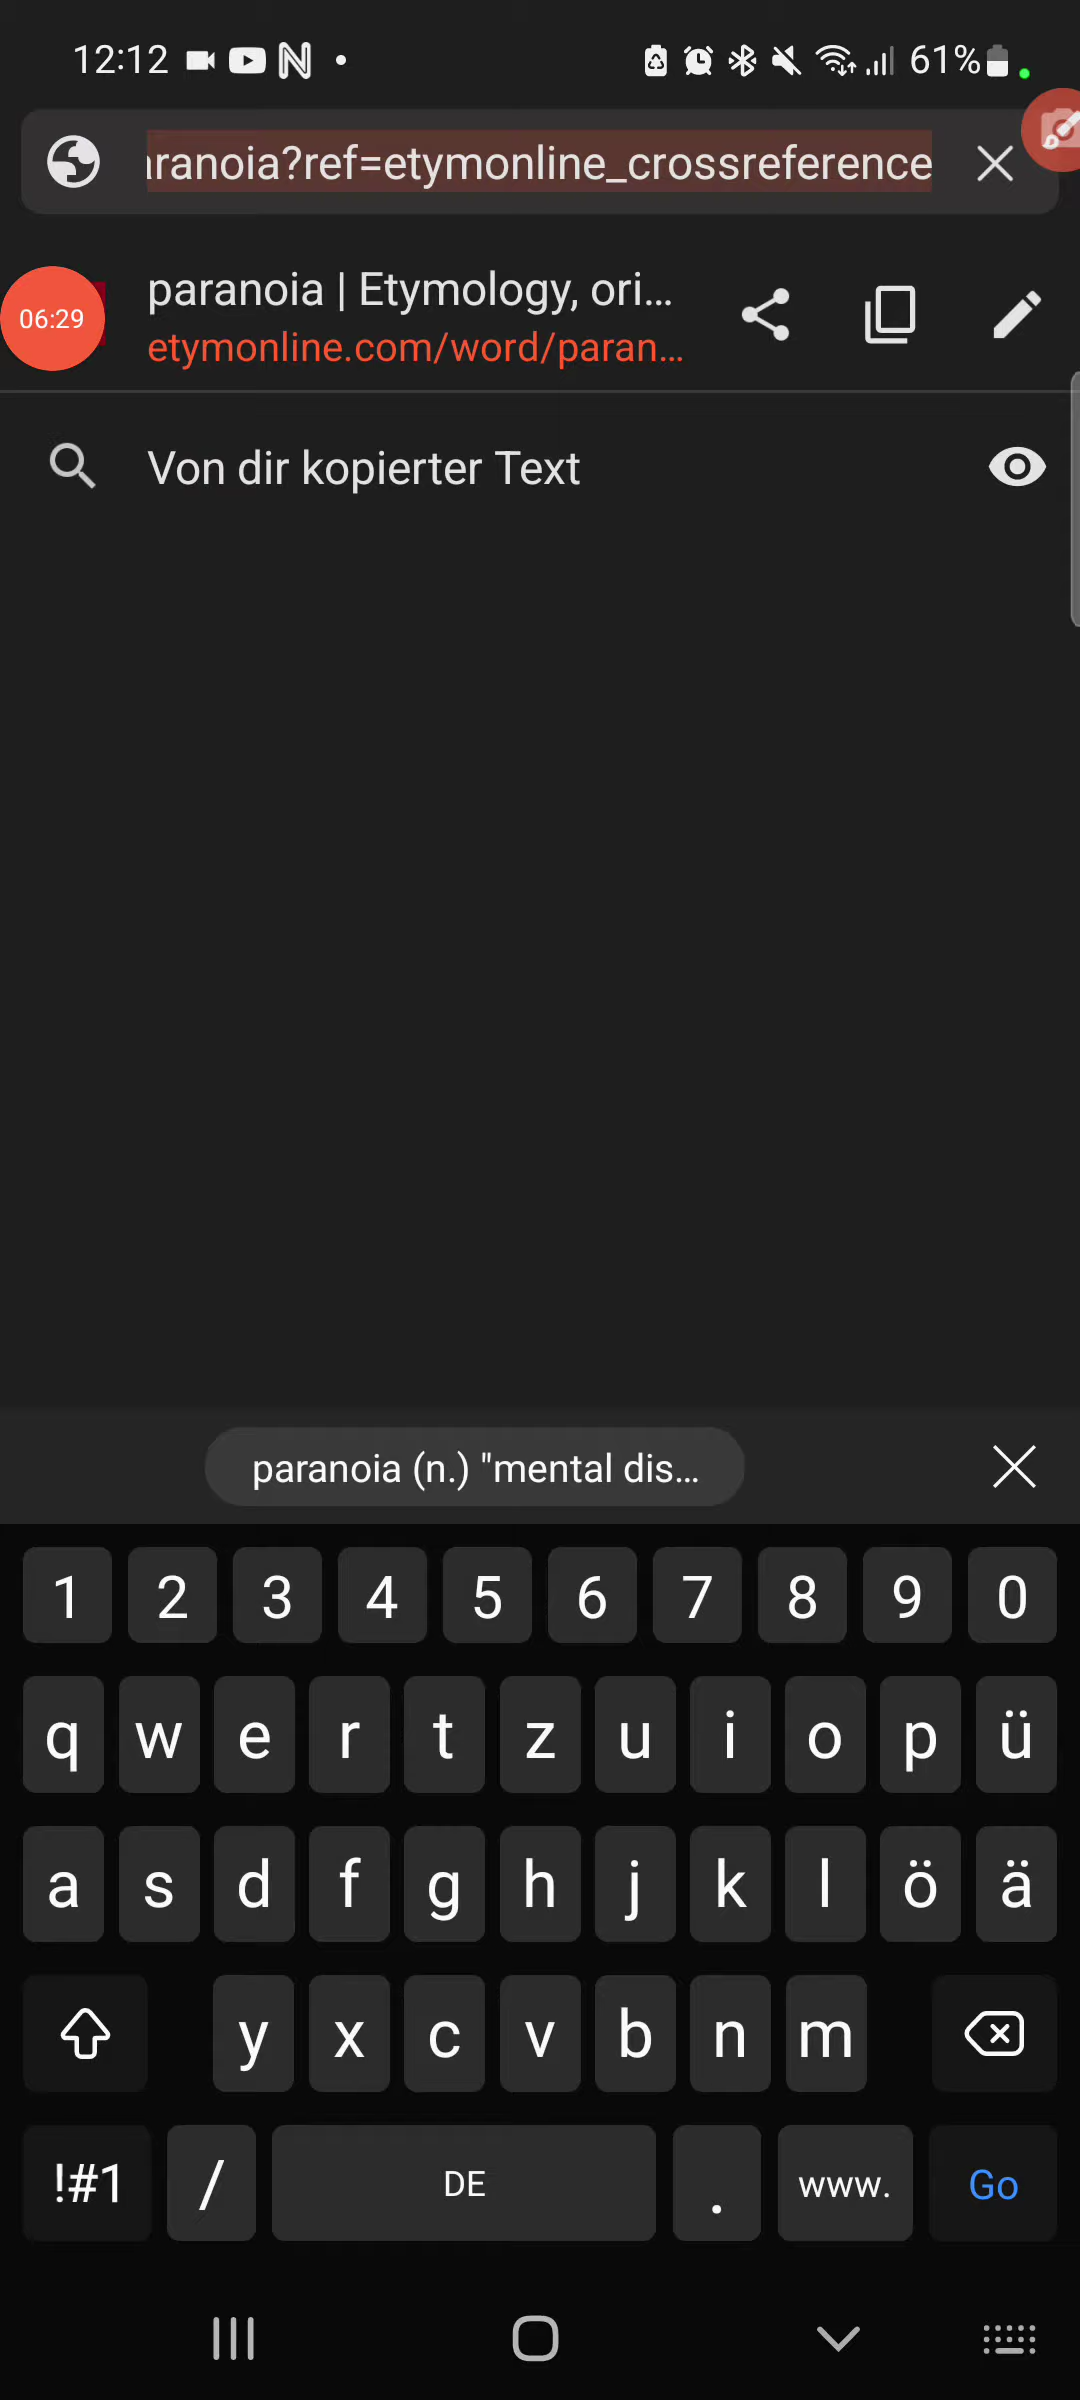 12:12
61%
aranoia?ref=etymonline_crossreference
06:29
paranoia | Etymology, ori...
etymonline.com/word/paran...
Von dir kopierter Text
paranoia (n.) "mental dis...
1 2 3 4 5 6 7 8 9 0
q w e r t z u i o p ü
a s d f g h j k l ö ä
y x c v b n m
!#1 / DE . www. Go